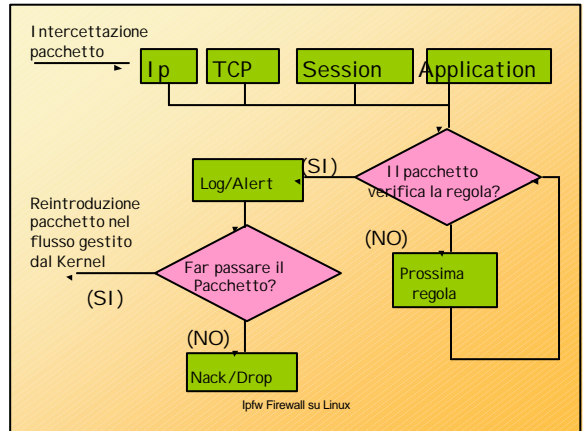 Intercettazione
pacchetto
Ip
TCP
Session
Application
Il pacchetto
verifica la regola?
(SI)
Log/Alert
(NO)
Prossima
regola
Reintroduzione
pacchetto nel
flusso gestito
dal Kernel
(SI)
Far passare il
Pacchetto?
(NO)
Nack/Drop
Ipfw Firewall su Linux